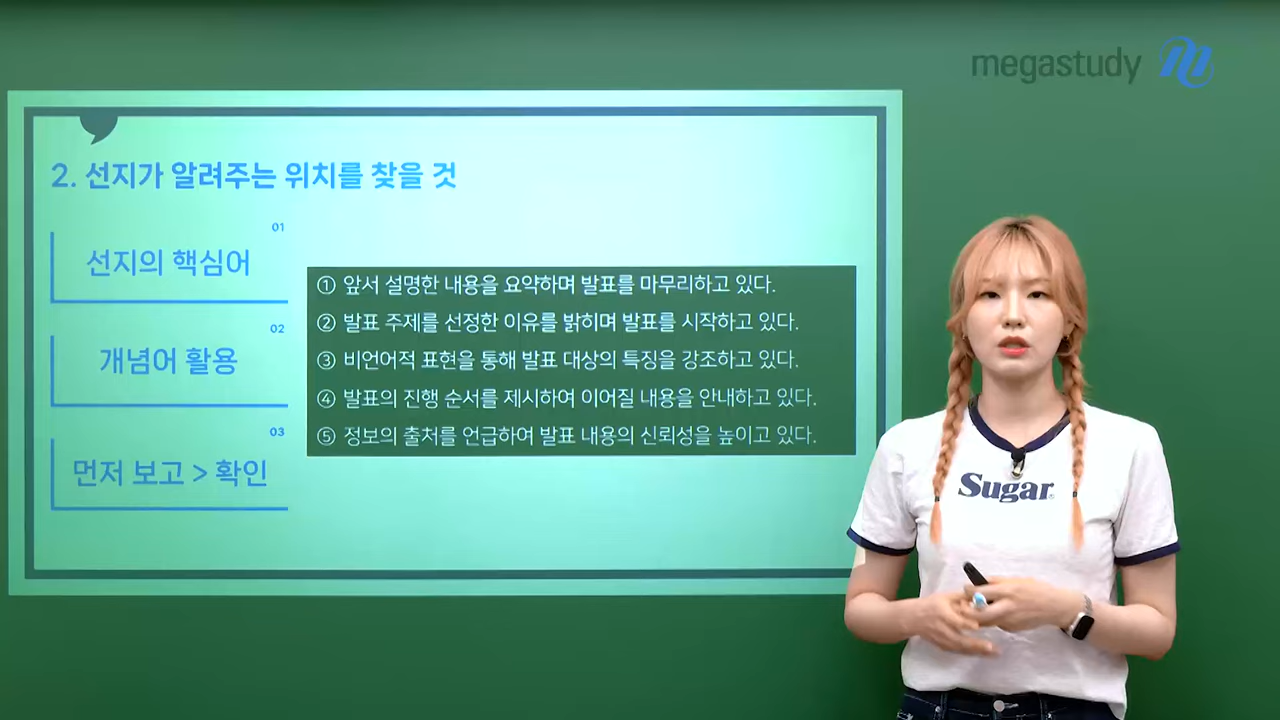 megastudy
2. 선지가 알려주는 위치를 찾을 것
01
선지의 핵심어
02
개념어 활용
03
먼저 보고 > 확인
① 앞서 설명한 내용을 요약하며 발표를 마무리하고 있다.
② 발표 주제를 선정한 이유를 밝히며 발표를 시작하고 있다.
③ 비언어적 표현을 통해 발표 대상의 특징을 강조하고 있다.
④ 발표의 진행 순서를 제시하여 이어질 내용을 안내하고 있다.
⑤ 정보의 출처를 언급하여 발표 내용의 신뢰성을 높이고 있다.
Sugar